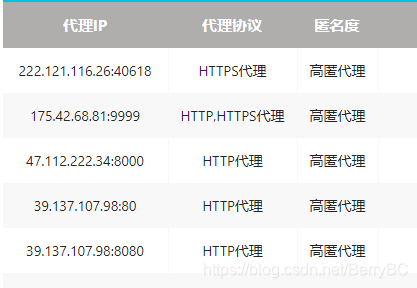 代理IP 代理协议 匿名度
222.121.116.26:40618 HTTPS代理 高匿代理
175.42.68.81:9999 HTTP,HTTPS代理 高匿代理
47.112.222.34:8000 HTTP代理 高匿代理
39.137.107.98:80 HTTP代理 高匿代理
39.137.107.98:8080 HTTP代理 高匿代理
https://blog.csdn.net/BerryBC